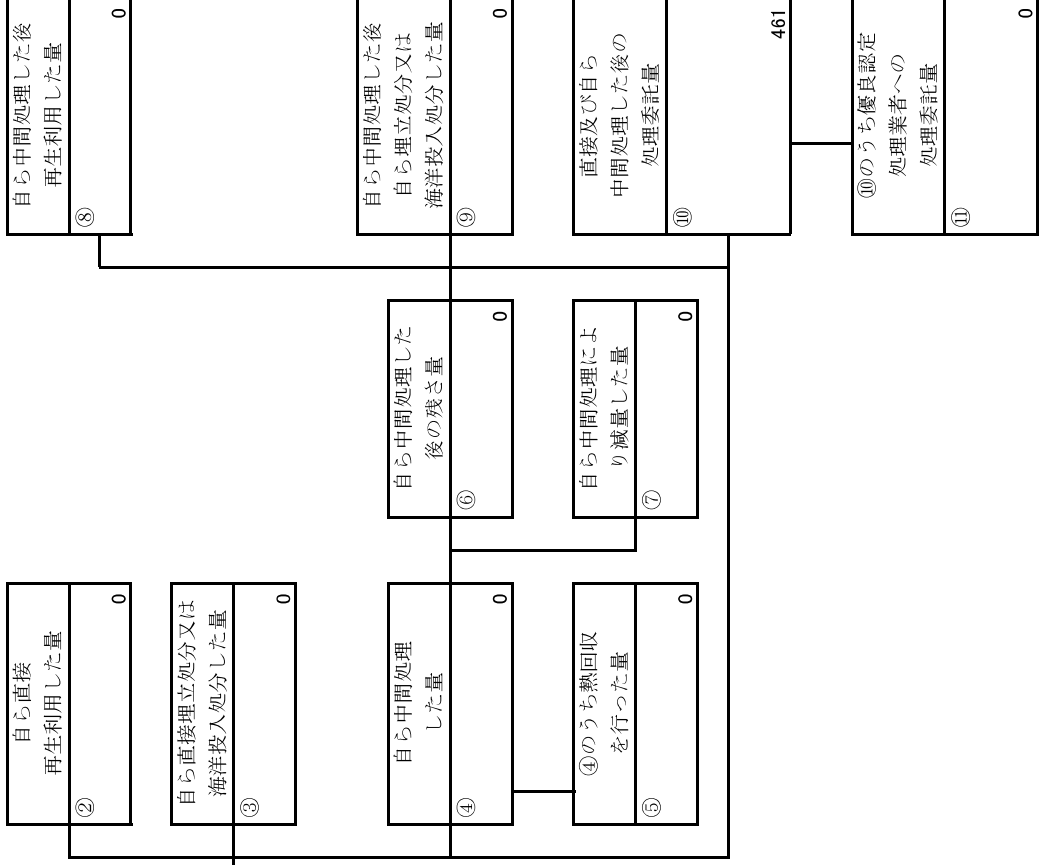 自ら直接
再生利用した量
②
0
自ら直接埋立処分又は
海洋投入処分した量
③
0
自ら中間処理
した量
④
0
④のうち熱回収
を行った量
⑤
0
自ら中間処理した
後の残さ量
⑥
0
自ら中間処理によ
り減量した量
⑦
0
自ら中間処理した後
再生利用した量
⑧
0
自ら中間処理した後
自ら埋立処分又は
海洋投入処分した量
⑨
0
直接及び自ら
中間処理した後の
処理委託量
⑩
461
⑩のうち優良認定
処理業者への
処理委託量
⑪
0